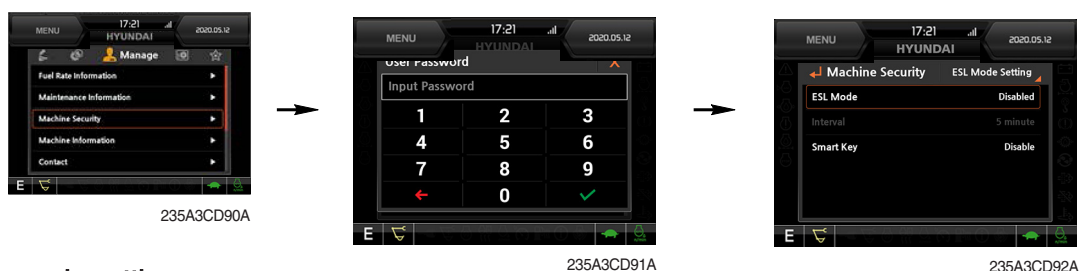 MENU
17:21
HYUNDAI
2020.05.12
Manage
Fuel Rate Information
Maintenance Information
Machine Security
Machine Information
Contact
E
235A3CD90A
MENU
17:21
HYUNDAI
2020.05.12
User Password
X
Input Password
1 2 3
4 5 6
7 8 9
0
E
235A3CD91A
MENU
17:21
HYUNDAI
2020.05.12
Machine Security ESL Mode Setting
ESL Mode Disabled
Interval 5 minute
Smart Key Disable
E
235A3CD92A